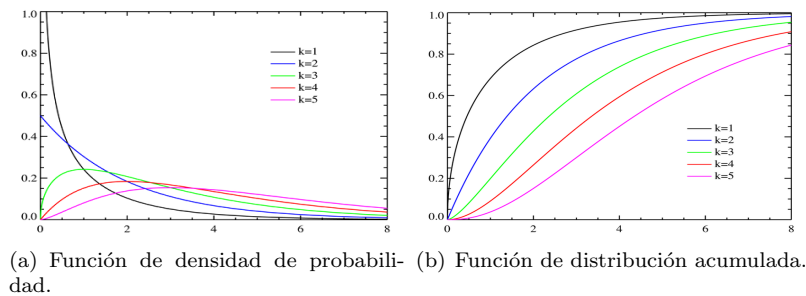 1.0
0.8
0.6
0.4
0.2
0.0
0 2 4 6 8
k=1
k=2
k=3
k=4
k=5
1.0
0.8
0.6
0.4
0.2
0.0
0 2 4 6 8
k=1
k=2
k=3
k=4
k=5
(a) Función de densidad de probabili-
dad.
(b) Función de distribución acumulada.